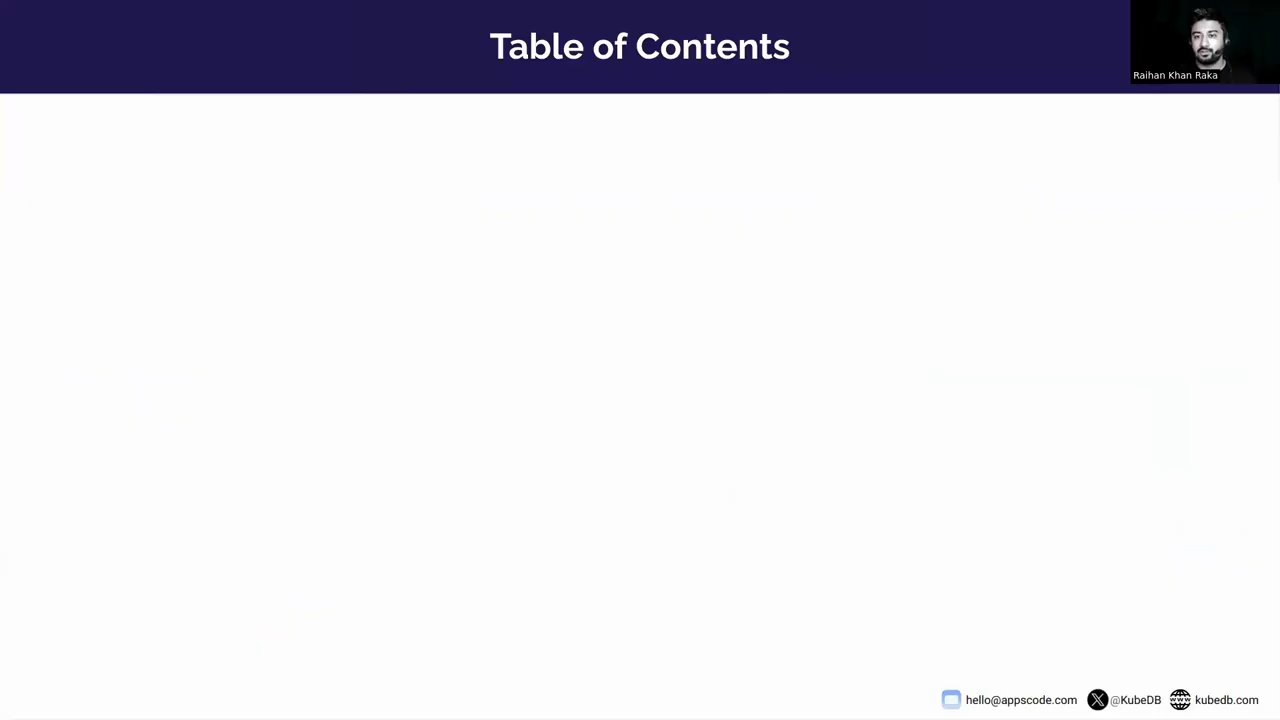 Table of Contents
Raihan Khan Raka
hello@appscode.com
@KubeDB
kubedb.com